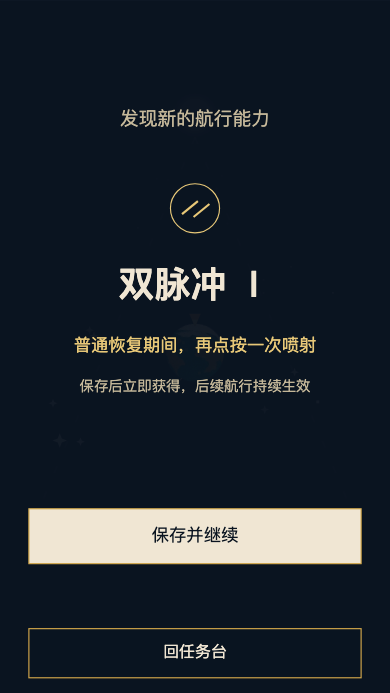 发现新的航行能力
双脉冲 I
普通恢复期间，再点按一次喷射
保存后立即获得，后续航行持续生效
保存并继续
回任务台